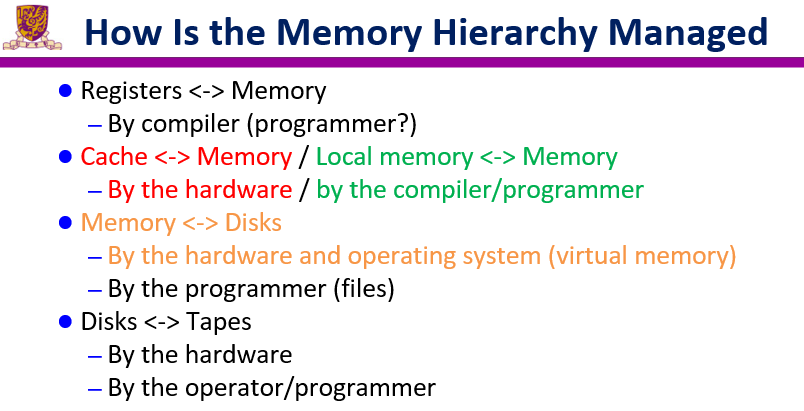 How Is the Memory Hierarchy Managed
● Registers <-> Memory
– By compiler (programmer?)
● Cache <-> Memory / Local memory <-> Memory
– By the hardware / by the compiler/programmer
● Memory <-> Disks
– By the hardware and operating system (virtual memory)
– By the programmer (files)
● Disks <-> Tapes
– By the hardware
– By the operator/programmer